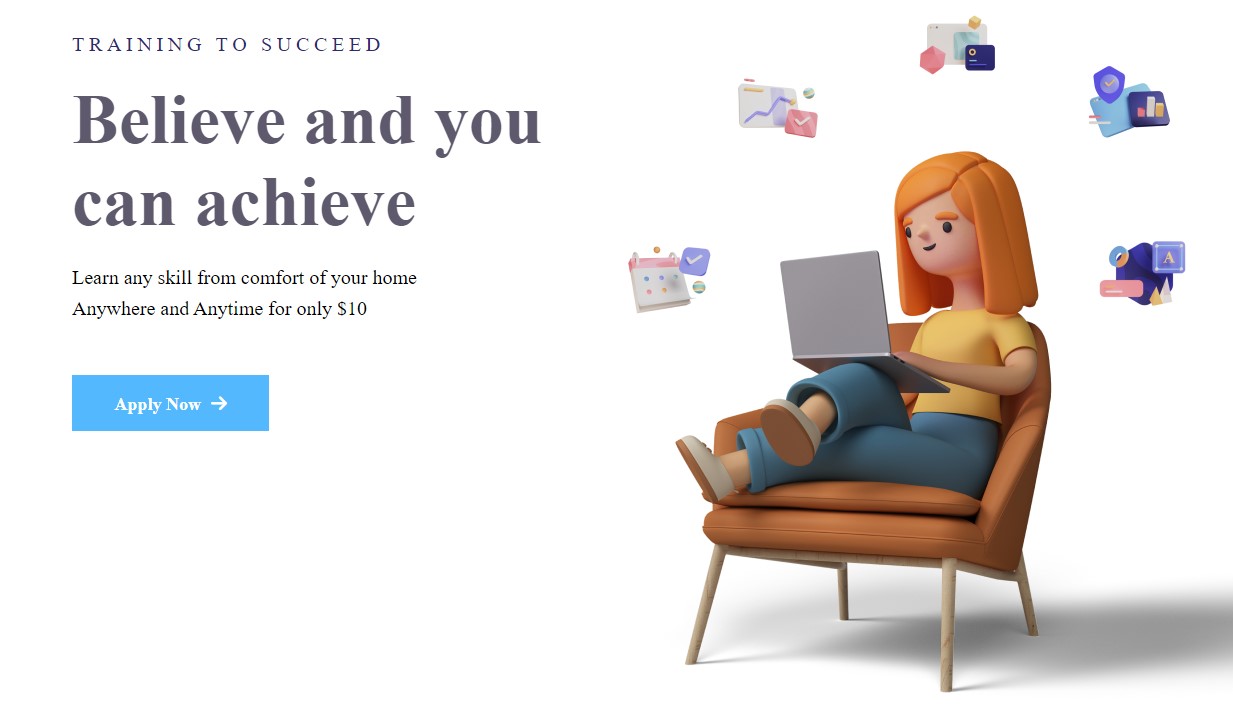 TRAINING TO SUCCEED
Believe and you
can achieve
Learn any skill from comfort of your home
Anywhere and Anytime for only $10
Apply Now →
A